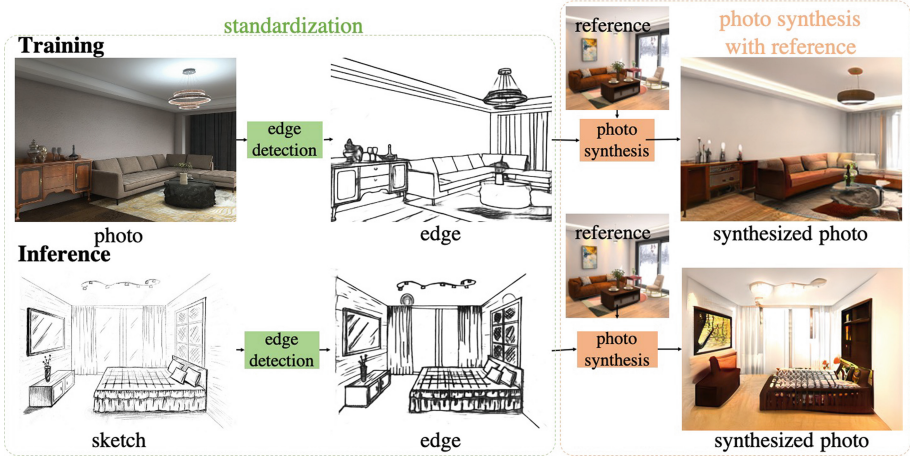 standardization
photo synthesis
with reference
Training
reference
edge
detection
photo
synthesis
photo
edge
synthesized photo
Inference
reference
edge
detection
photo
synthesis
sketch
edge
synthesized photo